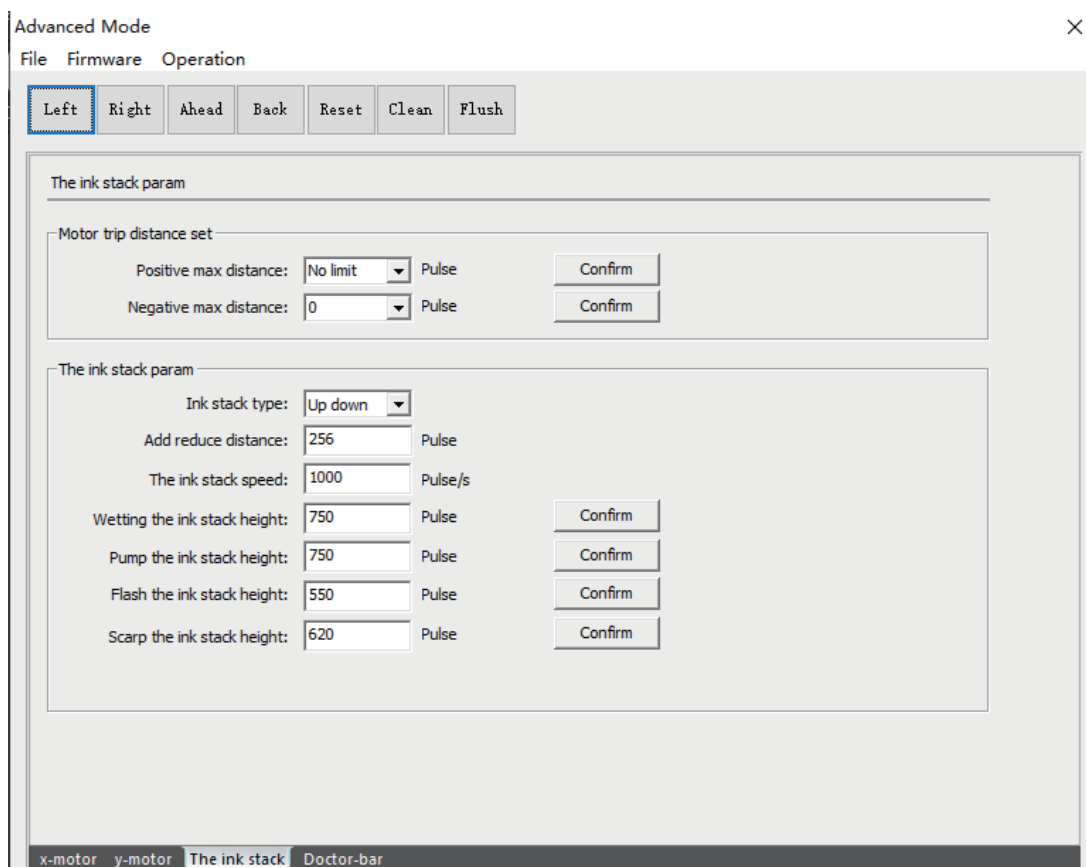 Advanced Mode
File Firmware Operation
Left Right Ahead Back Reset Clean Flush
The ink stack param
Motor trip distance set
Positive max distance: No limit Pulse Confirm
Negative max distance: 0 Pulse Confirm
The ink stack param
Ink stack type: Up down
Add reduce distance: 256 Pulse
The ink stack speed: 1000 Pulse/s
Wetting the ink stack height: 750 Pulse Confirm
Pump the ink stack height: 750 Pulse Confirm
Flash the ink stack height: 550 Pulse Confirm
Scarp the ink stack height: 620 Pulse Confirm
x-motor y-motor The ink stack Doctor-bar